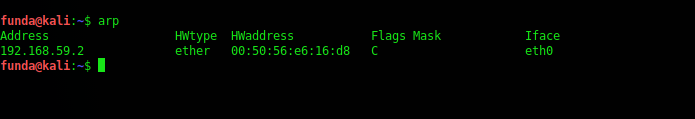 funda@kali:~$ arp
Address HWtype HWaddress Flags Mask Iface
192.168.59.2 ether 00:50:56:e6:16:d8 C eth0
funda@kali:~$